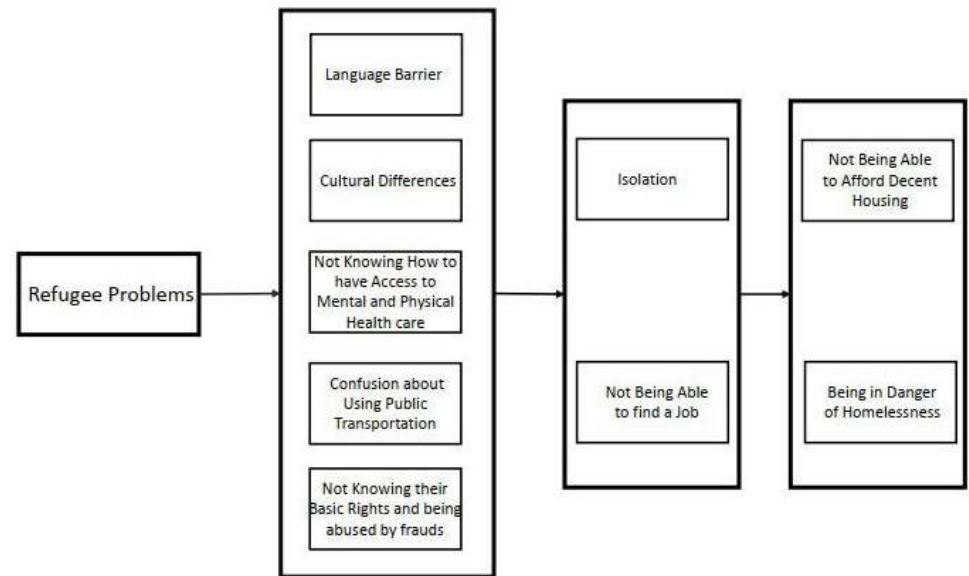 Refugee Problems
Language Barrier
Cultural Differences
Not Knowing How to
have Access to
Mental and Physical
Health care
Confusion about
Using Public
Transportation
Not Knowing their
Basic Rights and being
abused by frauds
Isolation
Not Being Able
to find a Job
Not Being Able
to Afford Decent
Housing
Being in Danger
of Homelessness